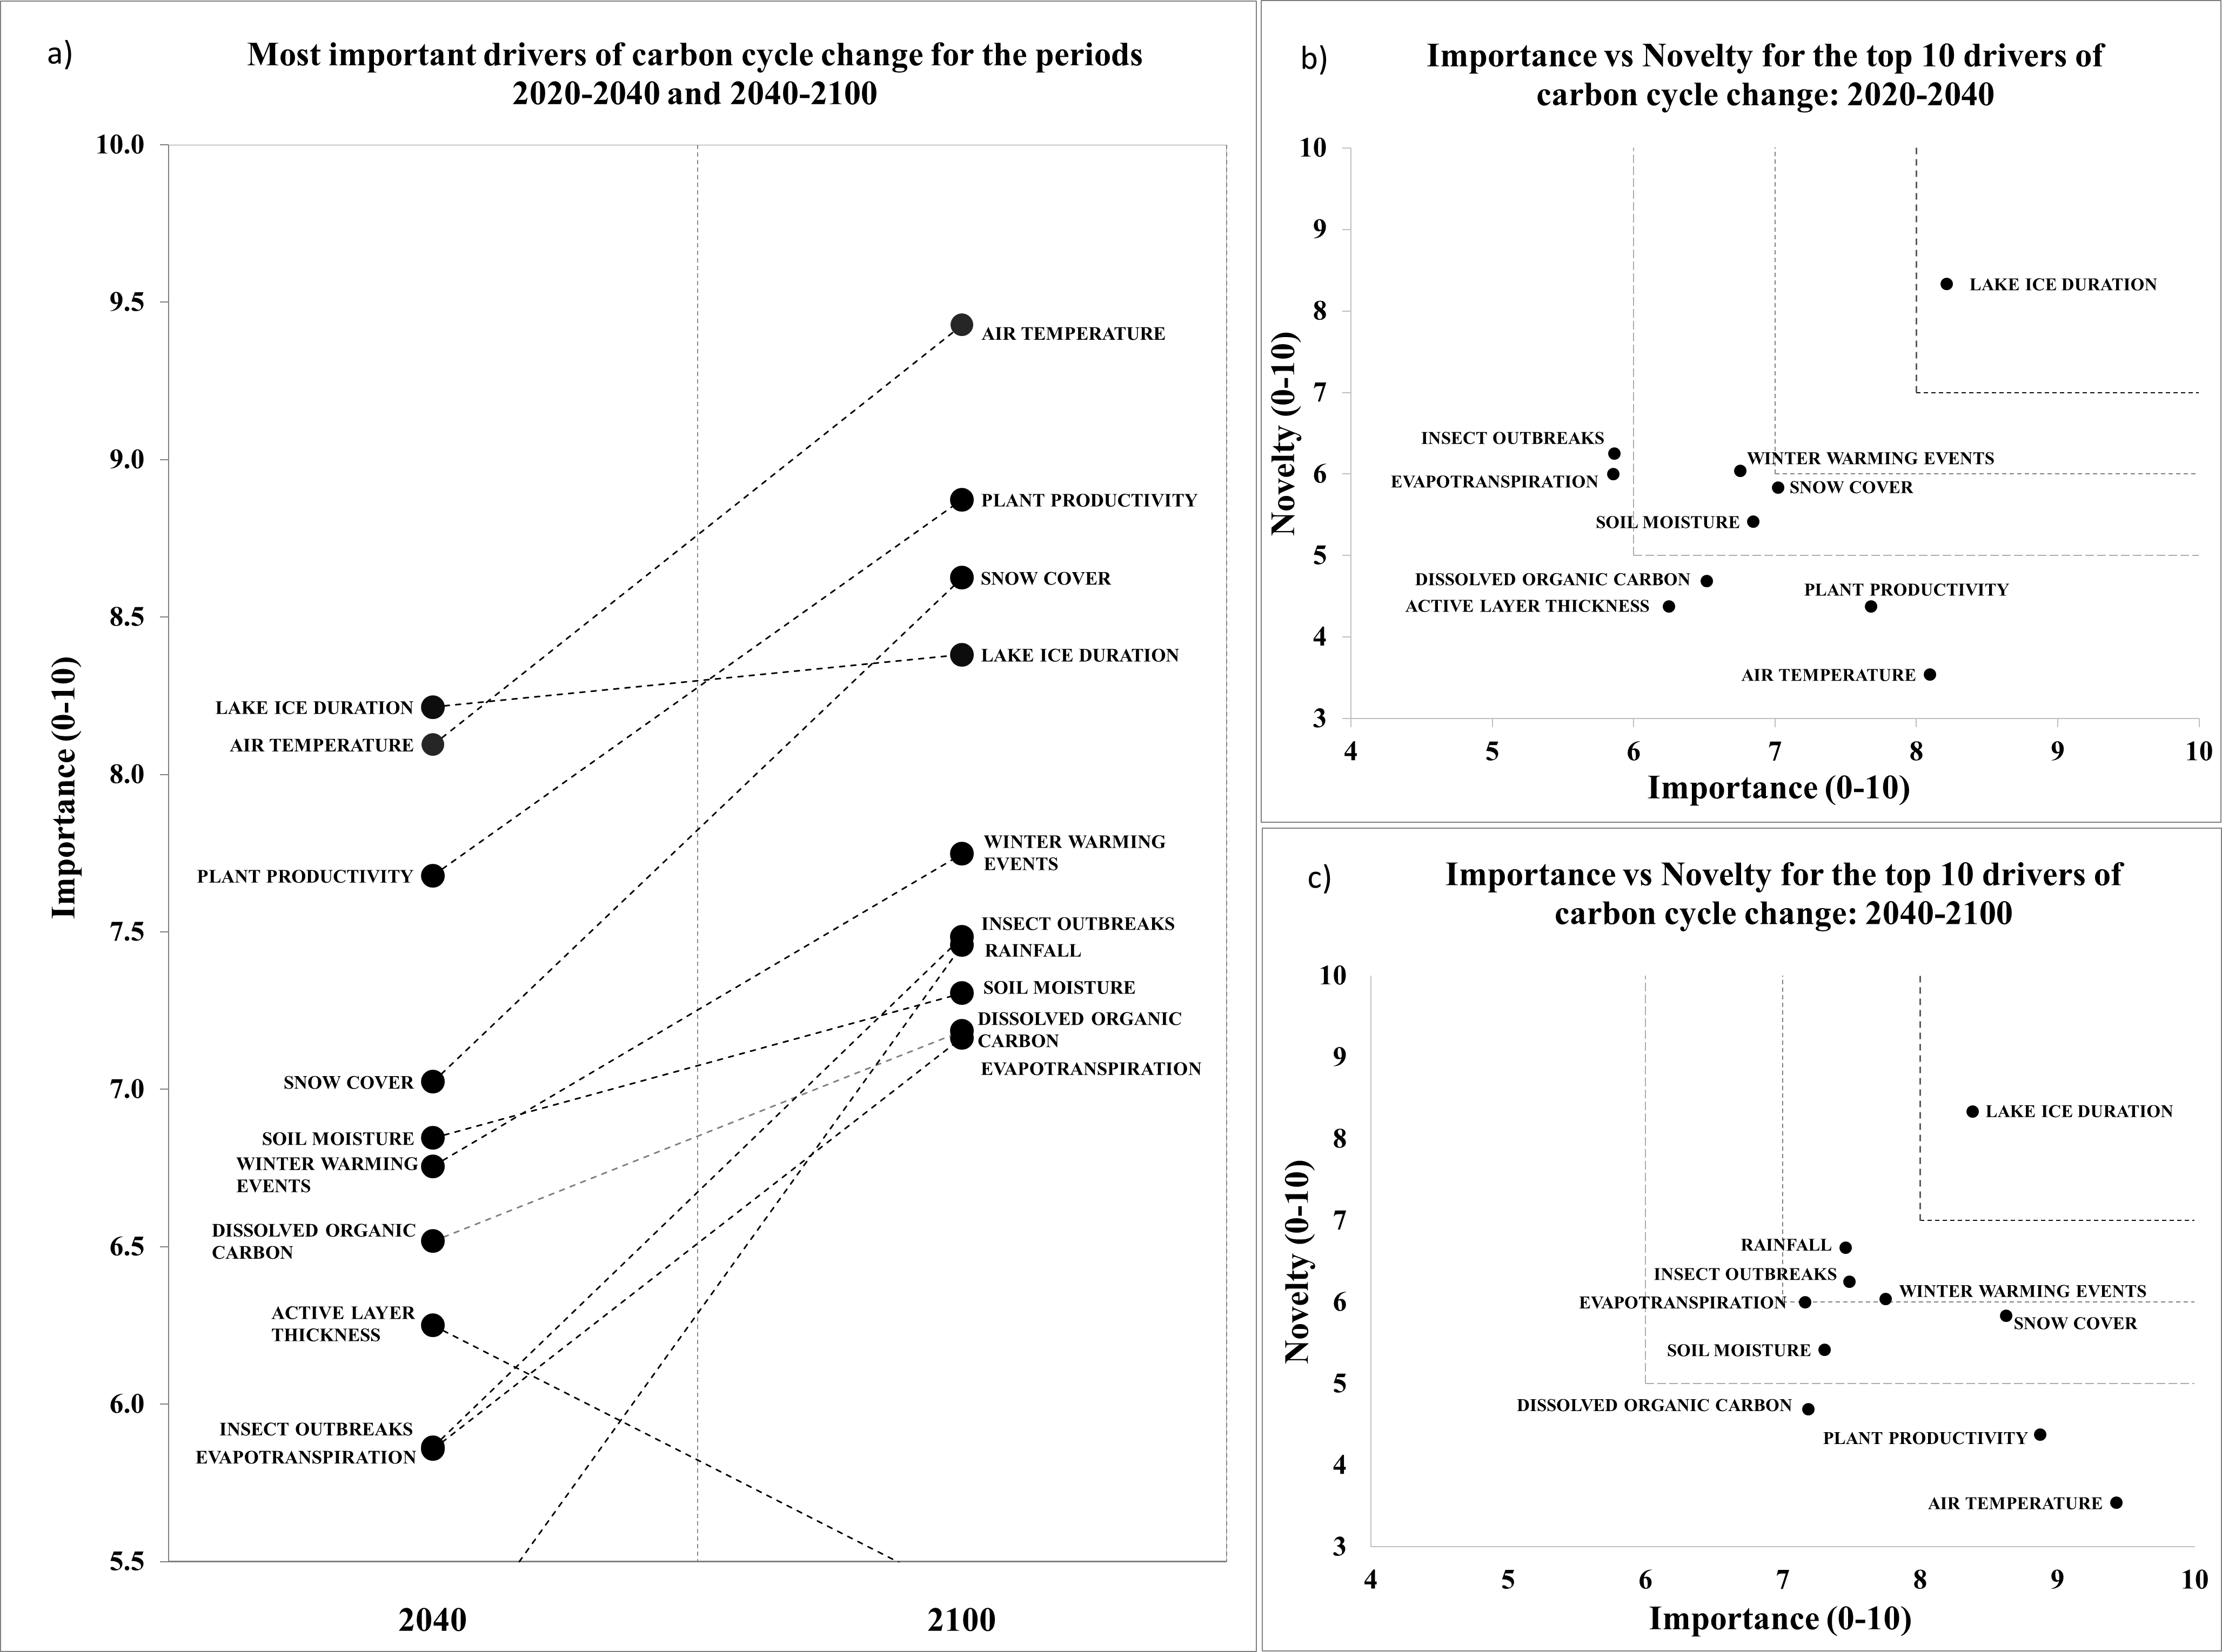 a)
Most important drivers of carbon cycle change for the periods
2020-2040 and 2040-2100
Importance (0-10)
10.0
9.5
9.0
8.5
8.0
7.5
7.0
6.5
6.0
5.5
LAKE ICE DURATION
AIR TEMPERATURE
PLANT PRODUCTIVITY
SNOW COVER
SOIL MOISTURE
WINTER WARMING
EVENTS
DISSOLVED ORGANIC
CARBON
ACTIVE LAYER
THICKNESS
INSECT OUTBREAKS
EVAPOTRANSPIRATION
AIR TEMPERATURE
PLANT PRODUCTIVITY
SNOW COVER
LAKE ICE DURATION
WINTER WARMING
EVENTS
INSECT OUTBREAKS
RAINFALL
SOIL MOISTURE
DISSOLVED ORGANIC
CARBON
EVAPOTRANSPIRATION
2040
2100
b)
Importance vs Novelty for the top 10 drivers of
carbon cycle change: 2020-2040
Novelty (0-10)
10
9
8
7
6
5
4
3
LAKE ICE DURATION
INSECT OUTBREAKS
WINTER WARMING EVENTS
EVAPOTRANSPIRATION
SNOW COVER
SOIL MOISTURE
DISSOLVED ORGANIC CARBON
PLANT PRODUCTIVITY
ACTIVE LAYER THICKNESS
AIR TEMPERATURE
4 5 6 7 8 9 10
Importance (0-10)
c)
Importance vs Novelty for the top 10 drivers of
carbon cycle change: 2040-2100
Novelty (0-10)
10
9
8
7
6
5
4
3
LAKE ICE DURATION
RAINFALL
INSECT OUTBREAKS
WINTER WARMING EVENTS
EVAPOTRANSPIRATION
SNOW COVER
SOIL MOISTURE
DISSOLVED ORGANIC CARBON
PLANT PRODUCTIVITY
AIR TEMPERATURE
4 5 6 7 8 9 10
Importance (0-10)